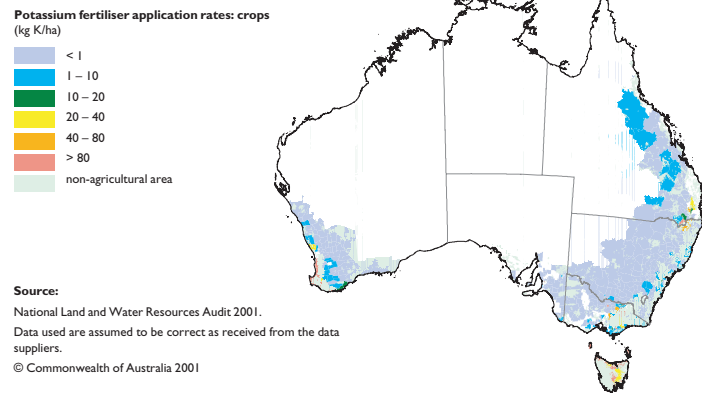 Potassium fertiliser application rates: crops
(kg K/ha)
< 1
1 – 10
10 – 20
20 – 40
40 – 80
> 80
non-agricultural area
Source:
National Land and Water Resources Audit 2001.
Data used are assumed to be correct as received from the data
suppliers.
© Commonwealth of Australia 2001